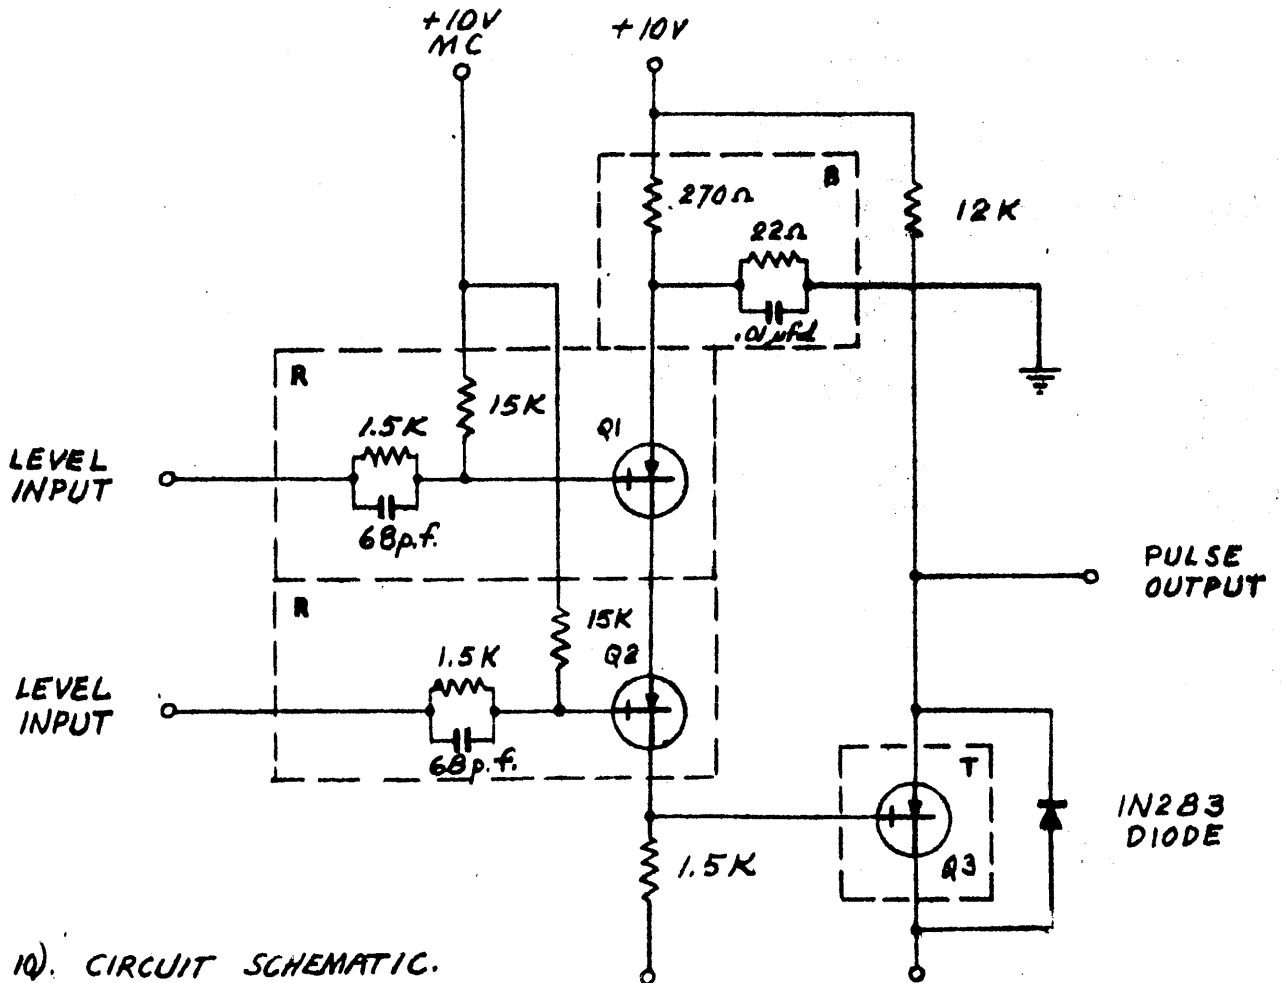 +10V
MC
+10V
B
270Ω
22Ω
12K
.01μfd
R
15K
1.5K
Q1
LEVEL
INPUT
68p.f.
PULSE
OUTPUT
R
15K
Q2
1.5K
LEVEL
INPUT
68p.f.
T
1N283
DIODE
1.5K
Q3
10). CIRCUIT SCHEMATIC.